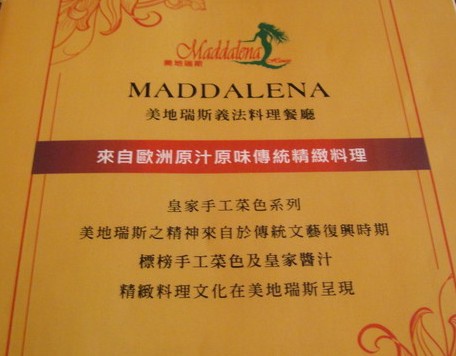 Maddalena
美地瑞斯
MADDALENA
美地瑞斯義法料理餐廳
來自歐洲原汁原味傳統精緻料理
皇家手工菜色系列
美地瑞斯之精神來自於傳統文藝復興時期
標榜手工菜色及皇家醬汁
精緻料理文化在美地瑞斯呈現